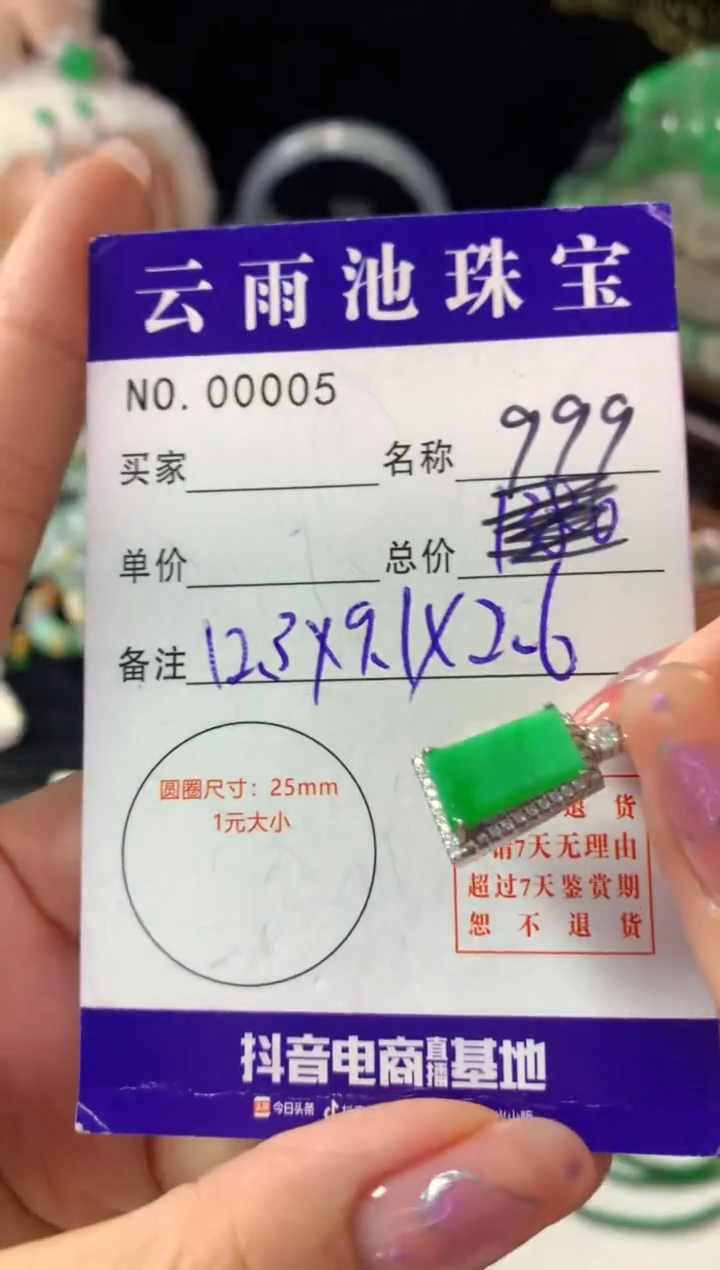 云雨池珠宝
NO. 00005
买家 名称 999
单价 总价
备注 12.3X9.1X2.6
圆圈尺寸：25mm
1元大小
退货
请7天无理由
超过7天鉴赏期
恕不退货
抖音电商直播基地
今日头条